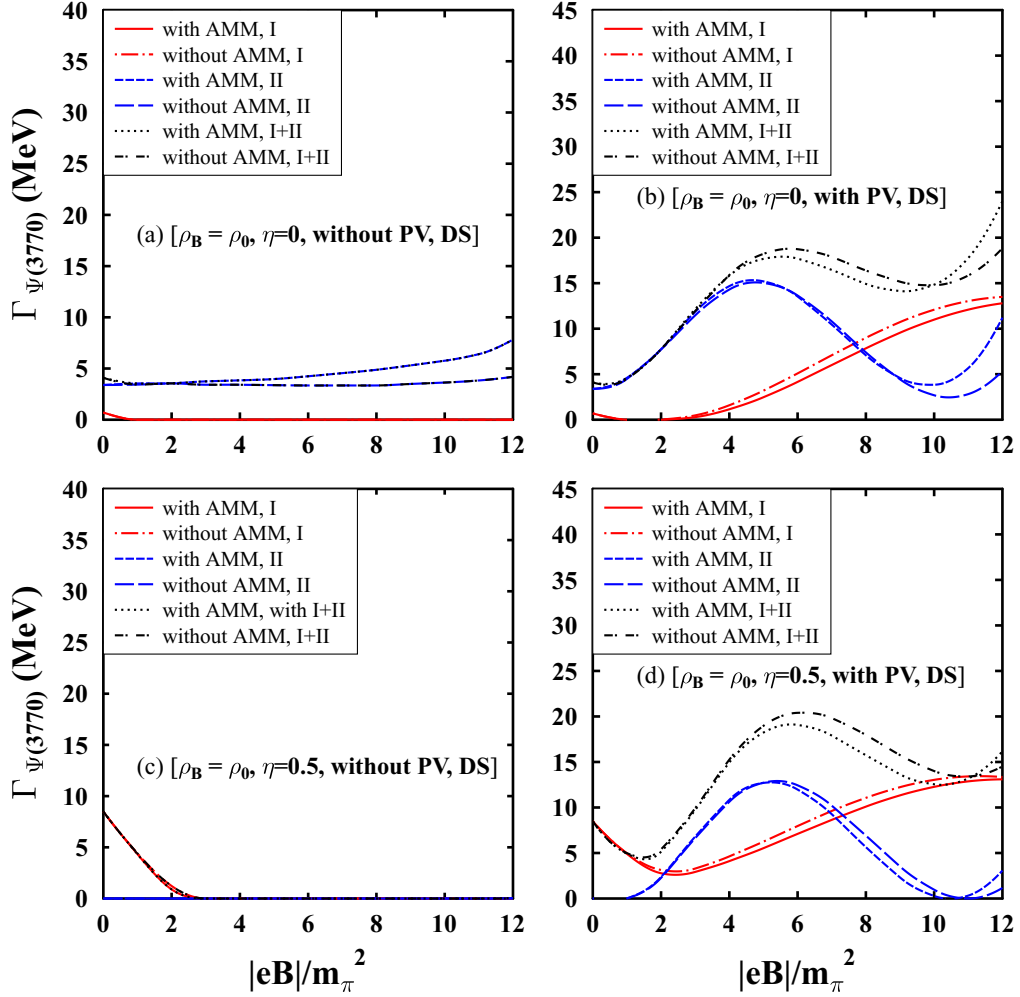 40
35
30
25
20
15
10
5
0
Γ Ψ(3770) (MeV)
with AMM, I
without AMM, I
with AMM, II
without AMM, II
with AMM, I+II
without AMM, I+II
(a) [ρB = ρ0, η=0, without PV, DS]
0 2 4 6 8 10 12
45
40
35
30
25
20
15
10
5
0
with AMM, I
without AMM, I
with AMM, II
without AMM, II
with AMM, I+II
without AMM, I+II
(b) [ρB = ρ0, η=0, with PV, DS]
0 2 4 6 8 10 12
40
35
30
25
20
15
10
5
0
Γ Ψ(3770) (MeV)
with AMM, I
without AMM, I
with AMM, II
without AMM, II
with AMM, with I+II
without AMM, I+II
(c) [ρB = ρ0, η=0.5, without PV, DS]
0 2 4 6 8 10 12
|eB|/mπ²
45
40
35
30
25
20
15
10
5
0
with AMM, I
without AMM, I
with AMM, II
without AMM, II
with AMM, I+II
without AMM, I+II
(d) [ρB = ρ0, η=0.5, with PV, DS]
0 2 4 6 8 10 12
|eB|/mπ²